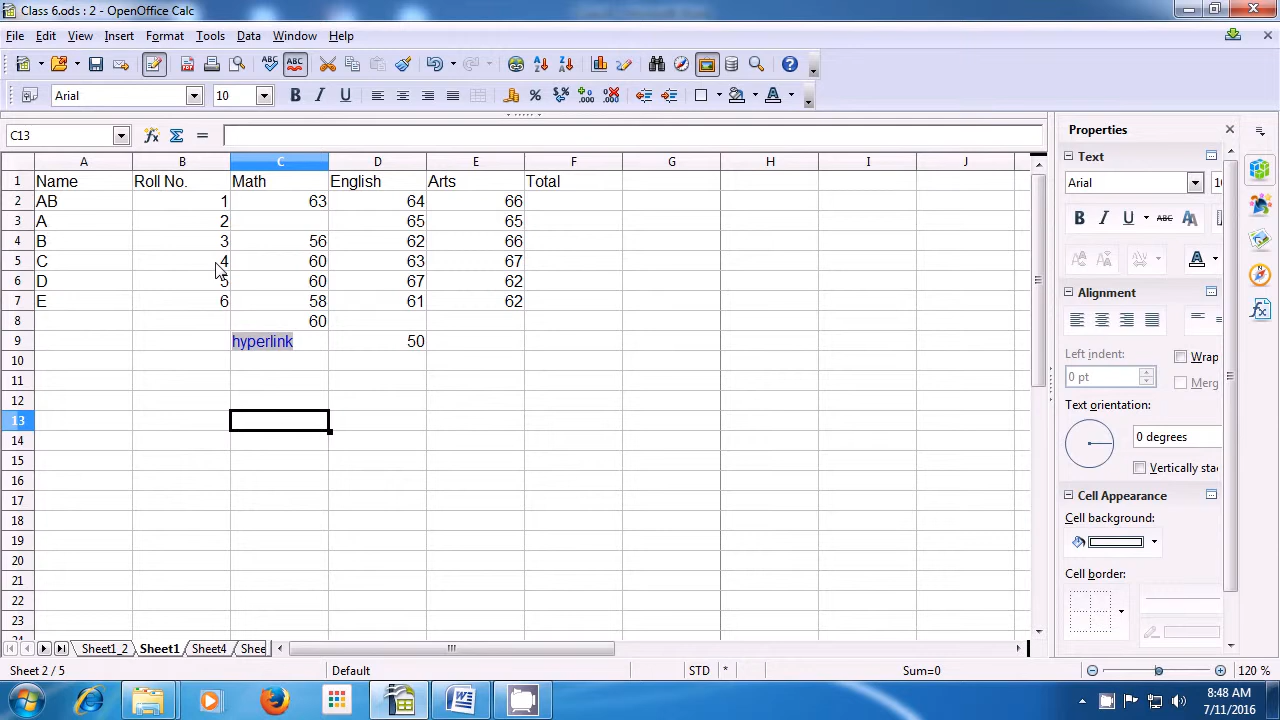 Class 6.ods : 2 - OpenOffice Calc
File Edit View Insert Format Tools Data Window Help
Arial 10
C13
Properties
A B C D E F G H I J
Text
1 Name Roll No. Math English Arts Total
Arial
2 AB 1 63 64 66
3 A 2 65 65
4 B 3 56 62 66
5 C 4 60 63 67
6 D 5 60 67 62
7 E 6 58 61 62
Alignment
8 60
9 hyperlink 50
10
11
12
13
14
15
16
17
18
19
20
21
22
23
Left indent:
Wrap
0 pt
Merg
Text orientation:
0 degrees
Vertically sta
Cell Appearance
Cell background:
Cell border:
Sheet1_2 Sheet1 Sheet4 Shee
Sheet 2 / 5 Default STD * Sum=0 120 %
8:48 AM
7/11/2016